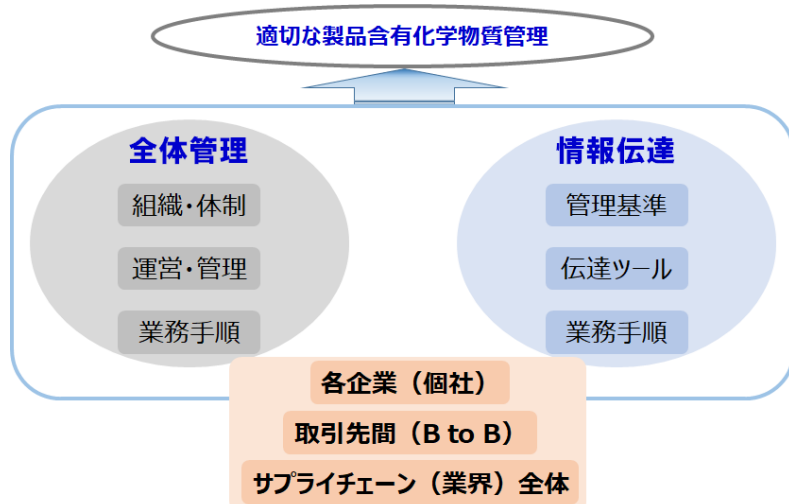 適切な製品含有化学物質管理
全体管理
組織・体制
運営・管理
業務手順
情報伝達
管理基準
伝達ツール
業務手順
各企業（個社）
取引先間（B to B）
サプライチェーン（業界）全体